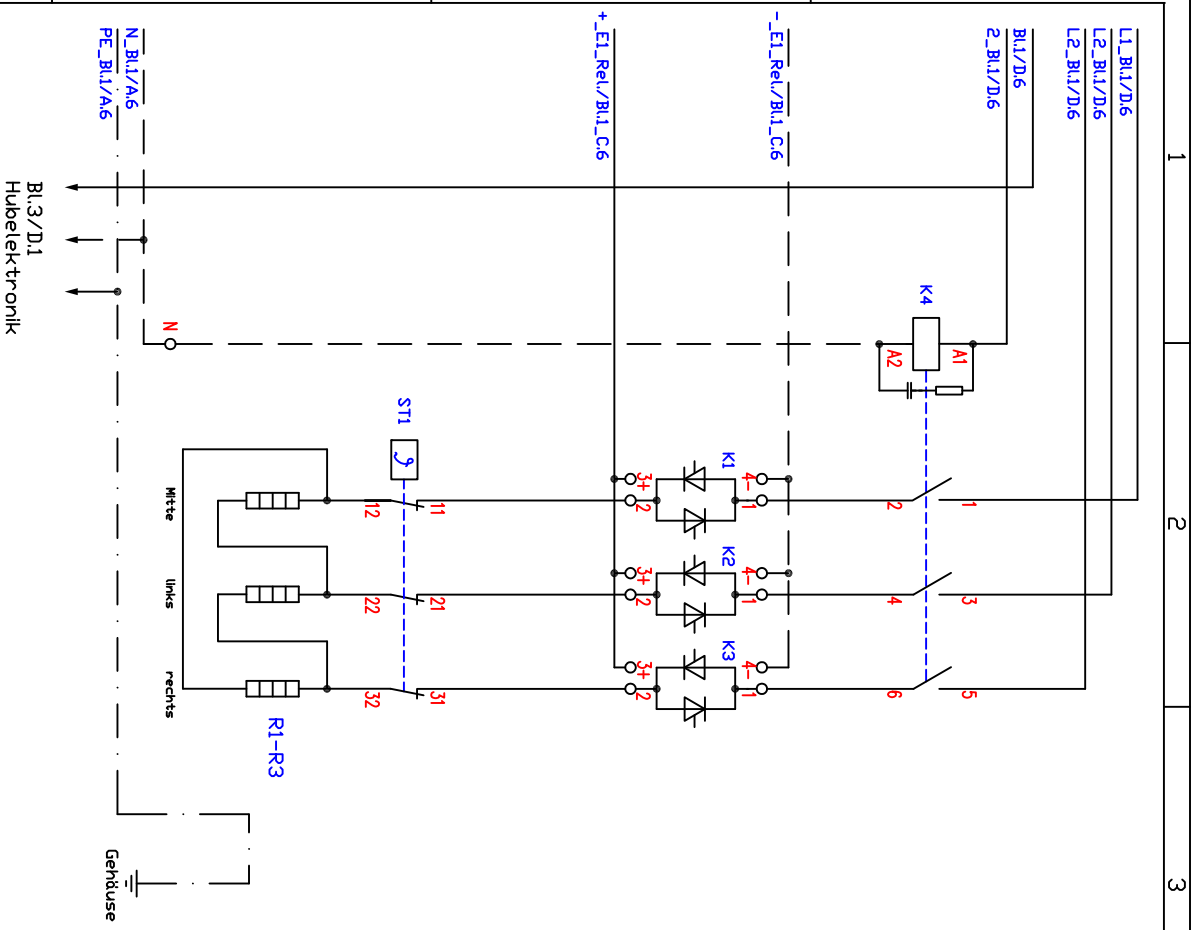 1
2
3
L1_Bl.1/D.6
L2_Bl.1/D.6
L2_Bl.1/D.6
Bl.1/D.6
2_Bl.1/D.6
-_E1_Rel./Bl.1_C.6
+_E1_Rel./Bl.1_C.6
N_Bl.1/A.6
PE_Bl.1/A.6
K4
A1
A2
1
2
3
4
5
6
K1
4-
1
3+
2
K2
4-
1
3+
2
K3
4-
1
3+
2
N
ST1
11
12
21
22
31
32
Mitte
links
rechts
R1-R3
Bl.3/D.1
Hubelektronik
Gehäuse